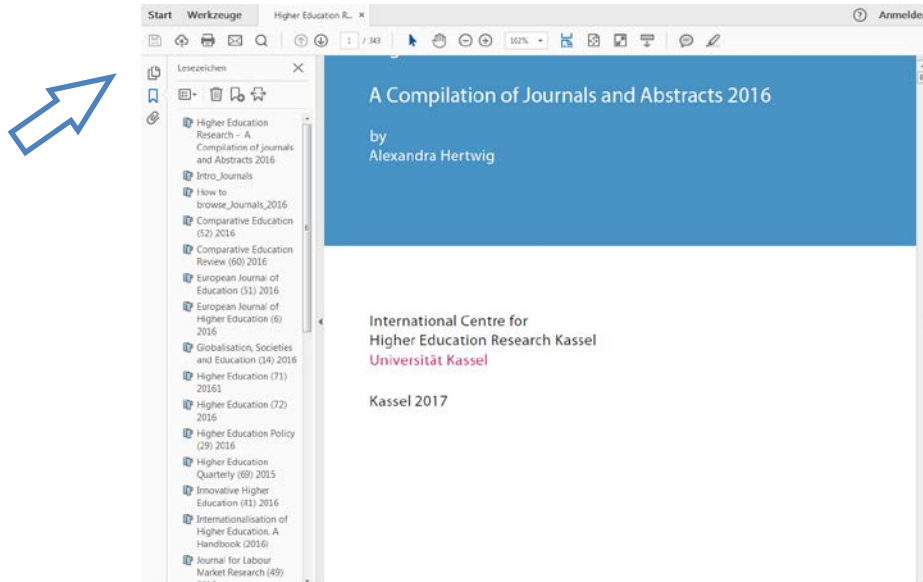 Start Werkzeuge Higher Education R... × Anmelden
1 / 343 102%
Lesezeichen ×
Higher Education
Research - A
Compilation of journals
and Abstracts 2016
Intro_Journals
How to
browse_Journals_2016
Comparative Education
(52) 2016
Comparative Education
Review (60) 2016
European Journal of
Education (51) 2016
European Journal of
Higher Education (6)
2016
Globalisation, Societies
and Education (14) 2016
Higher Education (71)
20161
Higher Education (72)
2016
Higher Education Policy
(29) 2016
Higher Education
Quarterly (69) 2015
Innovative Higher
Education (41) 2016
Internationalisation of
Higher Education. A
Handbook (2016)
Journal for Labour
Market Research (49)
A Compilation of Journals and Abstracts 2016
by
Alexandra Hertwig
International Centre for
Higher Education Research Kassel
Universität Kassel
Kassel 2017